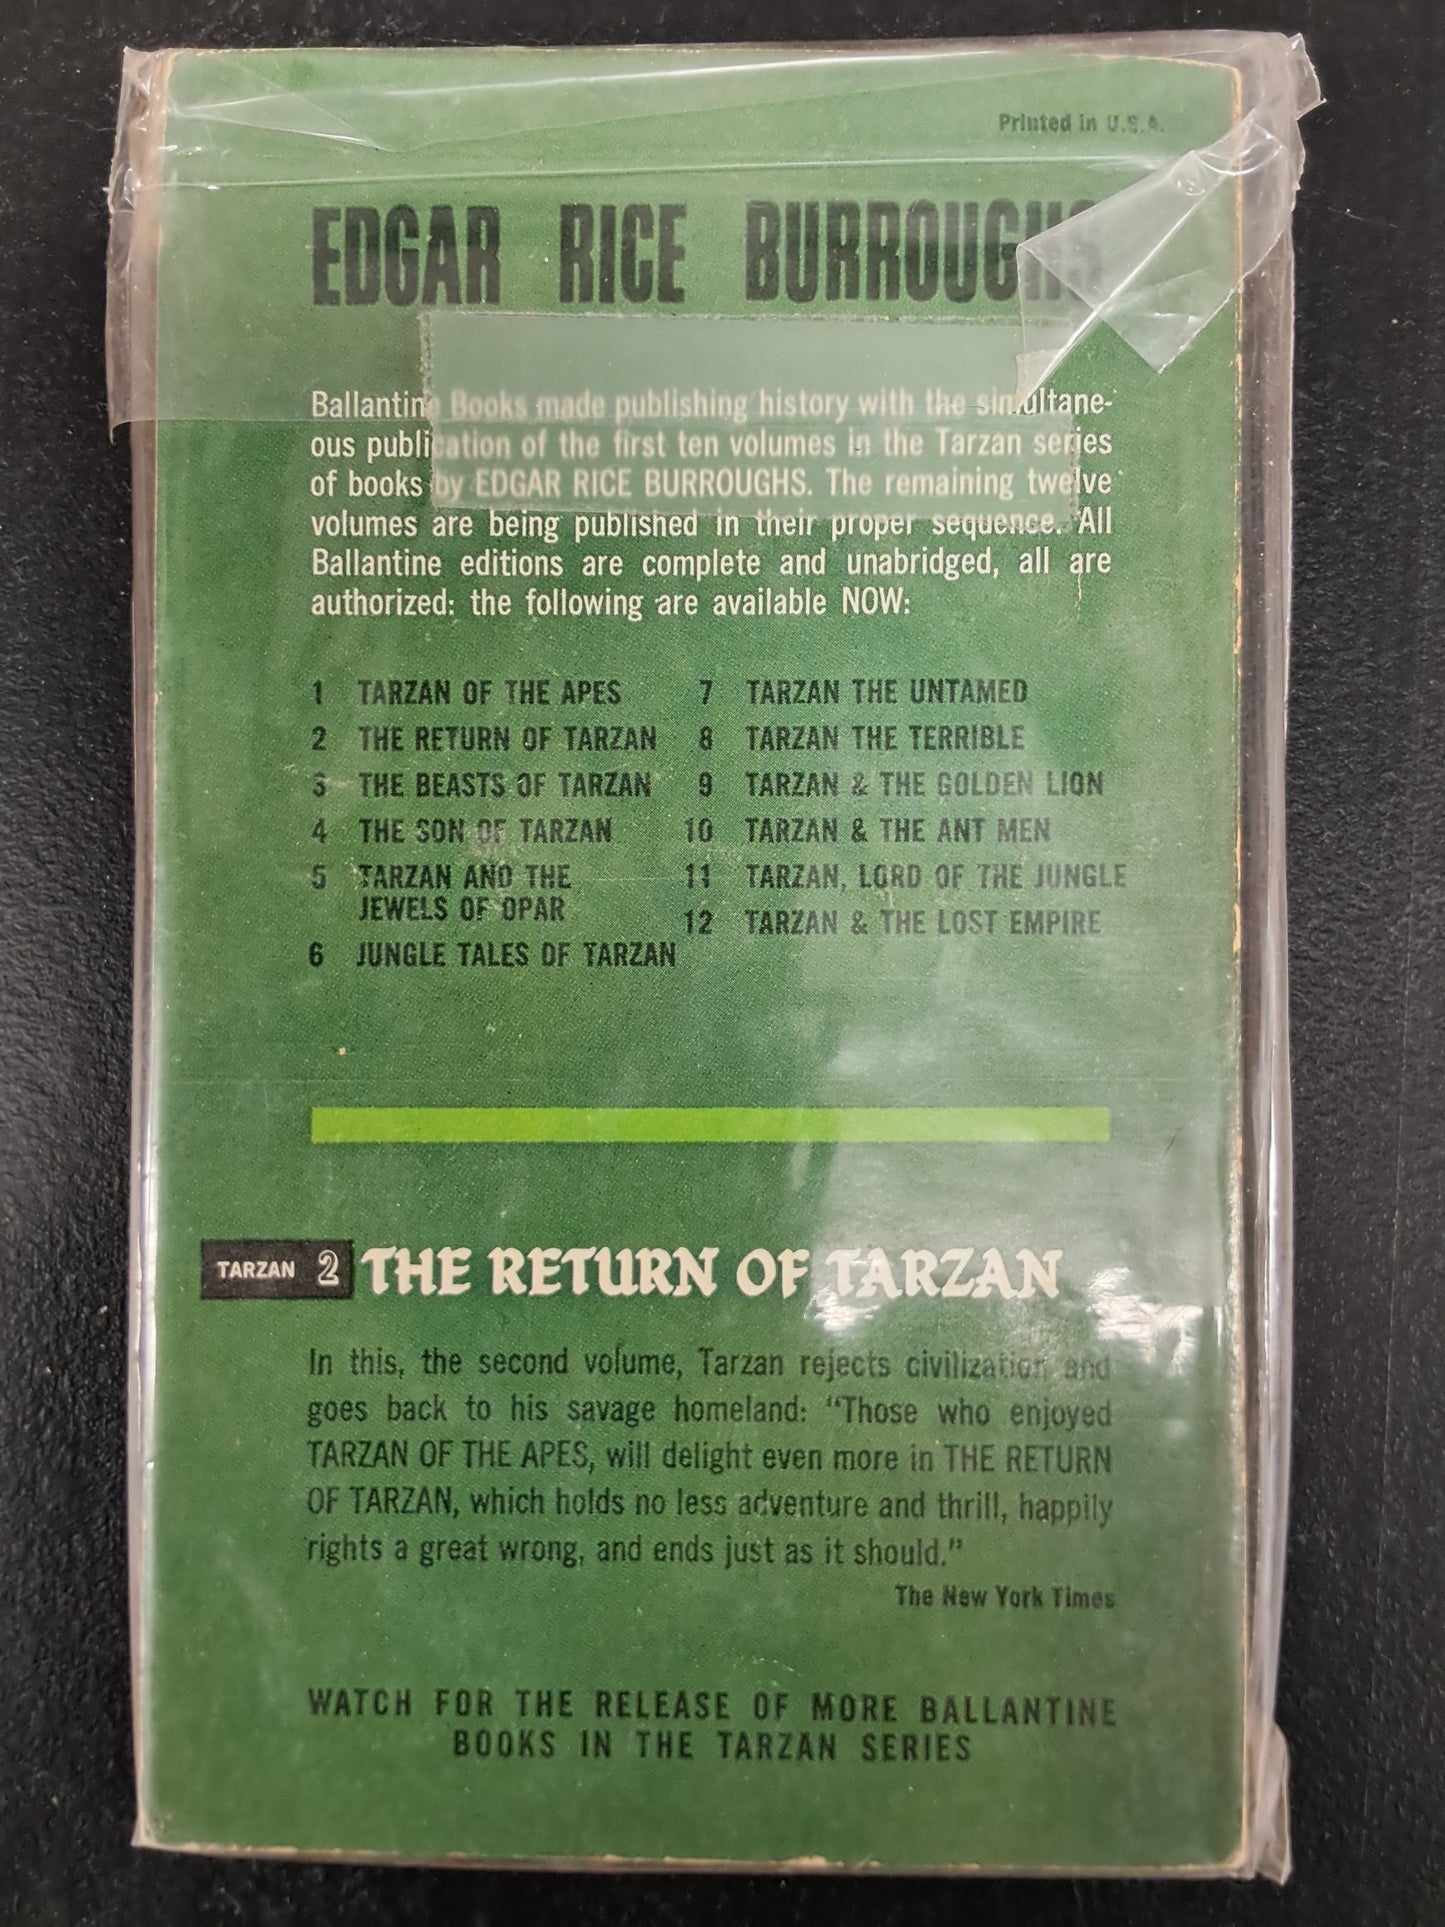 Printed in U.S.A.
EDGAR RICE BURROUGHS
Ballantine Books made publishing history with the simultane-
ous publication of the first ten volumes in the Tarzan series
of books by EDGAR RICE BURROUGHS. The remaining twelve
volumes are being published in their proper sequence. All
Ballantine editions are complete and unabridged, all are
authorized: the following are available NOW:
1 TARZAN OF THE APES
2 THE RETURN OF TARZAN
3 THE BEASTS OF TARZAN
4 THE SON OF TARZAN
5 TARZAN AND THE
JEWELS OF OPAR
6 JUNGLE TALES OF TARZAN
7 TARZAN THE UNTAMED
8 TARZAN THE TERRIBLE
9 TARZAN & THE GOLDEN LION
10 TARZAN & THE ANT MEN
11 TARZAN, LORD OF THE JUNGLE
12 TARZAN & THE LOST EMPIRE
TARZAN 2 THE RETURN OF TARZAN
In this, the second volume, Tarzan rejects civilization and
goes back to his savage homeland: "Those who enjoyed
TARZAN OF THE APES, will delight even more in THE RETURN
OF TARZAN, which holds no less adventure and thrill, happily
rights a great wrong, and ends just as it should."
The New York Times
WATCH FOR THE RELEASE OF MORE BALLANTINE
BOOKS IN THE TARZAN SERIES